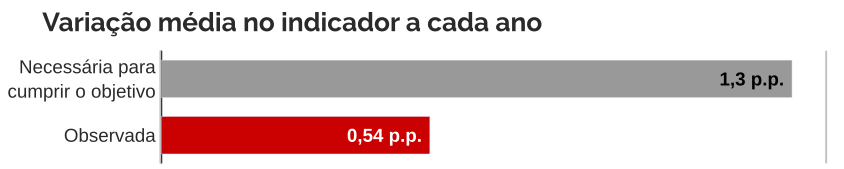 Variação média no indicador a cada ano
Necessária para
cumprir o objetivo
1,3 p.p.
Observada
0,54 p.p.